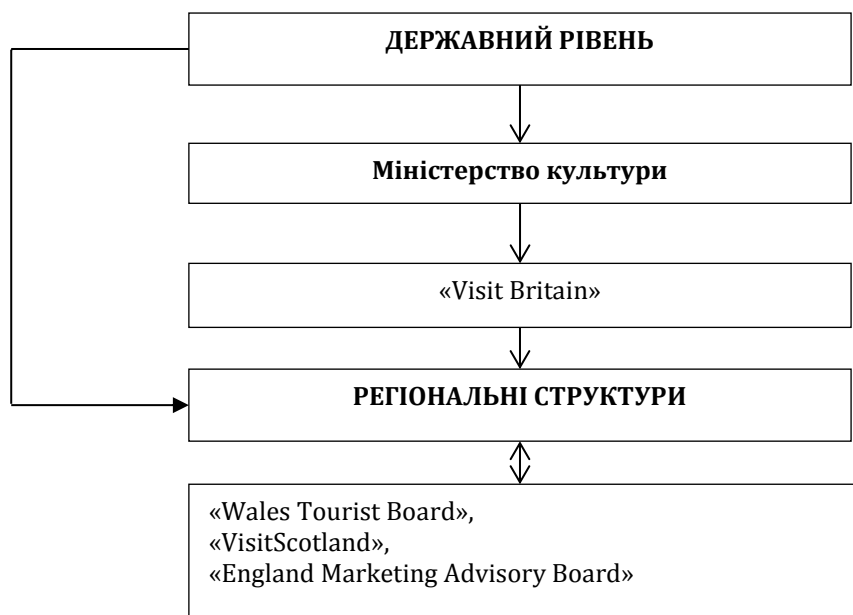 ДЕРЖАВНИЙ РІВЕНЬ
Міністерство культури
«Visit Britain»
РЕГІОНАЛЬНІ СТРУКТУРИ
«Wales Tourist Board»,
«VisitScotland»,
«England Marketing Advisory Board»